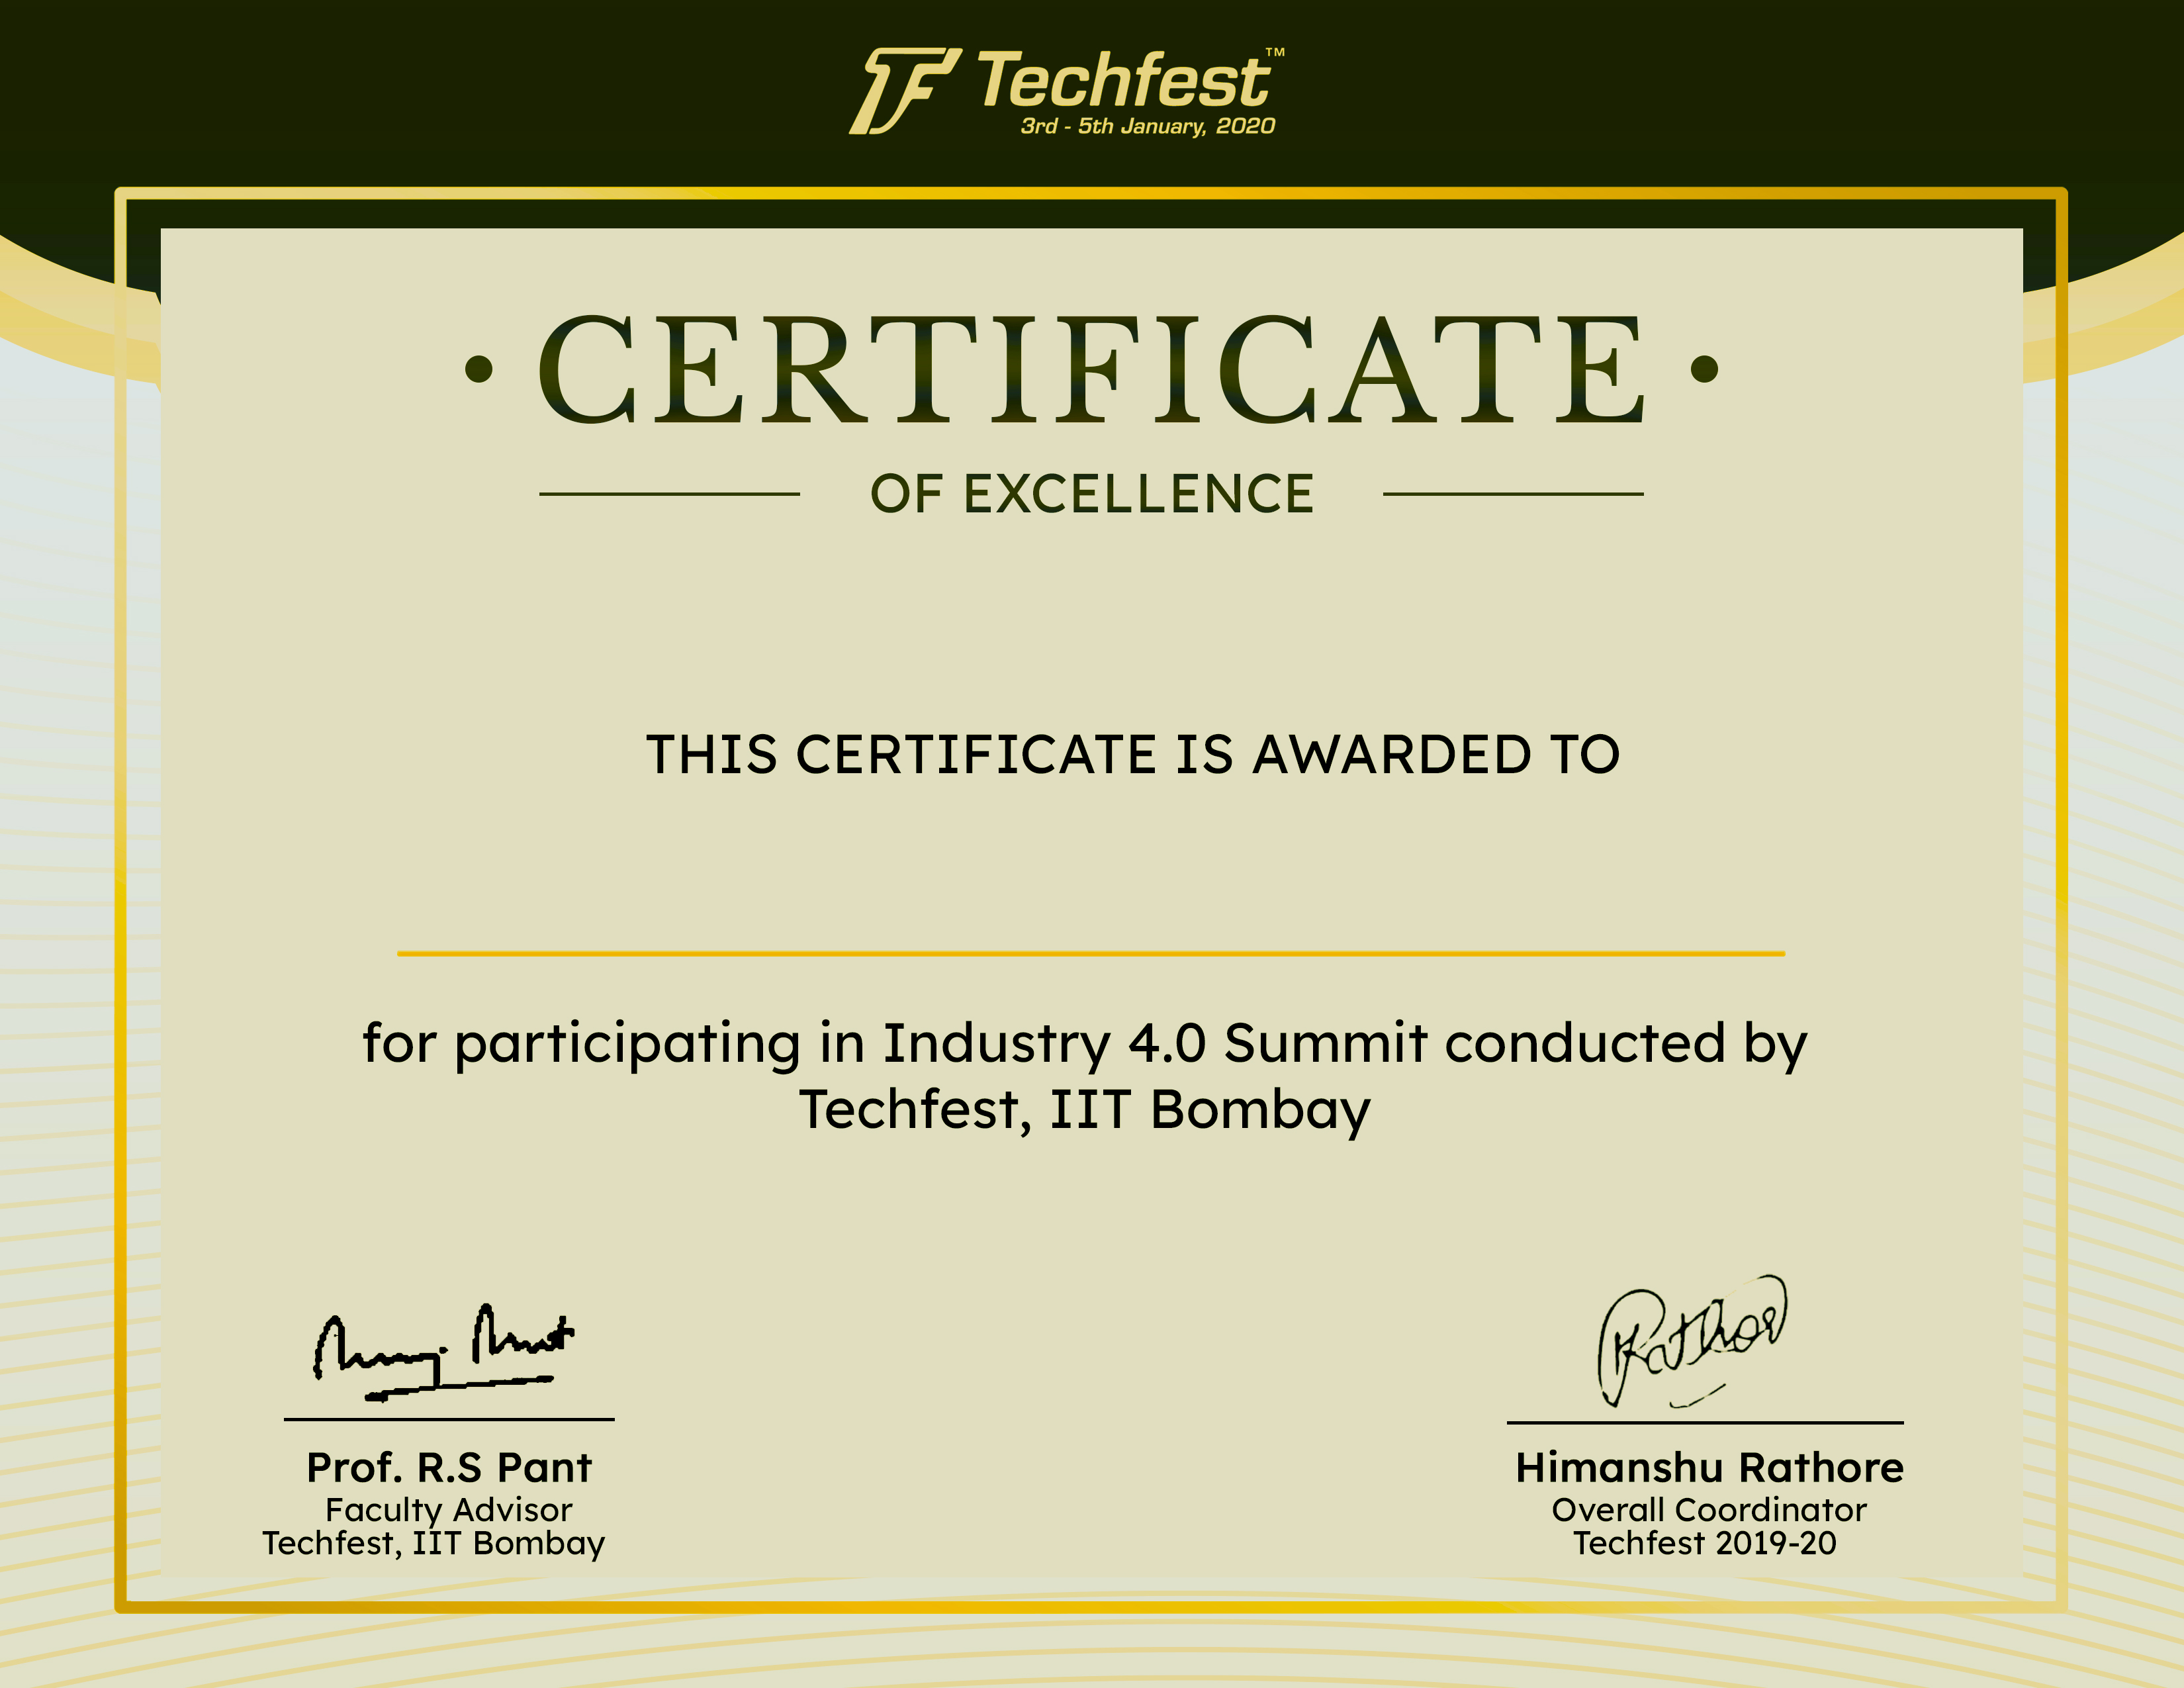 Techfest™
3rd - 5th January, 2020
• CERTIFICATE •
OF EXCELLENCE
THIS CERTIFICATE IS AWARDED TO
for participating in Industry 4.0 Summit conducted by
Techfest, IIT Bombay
Prof. R.S Pant
Faculty Advisor
Techfest, IIT Bombay
Rathor
Himanshu Rathore
Overall Coordinator
Techfest 2019-20